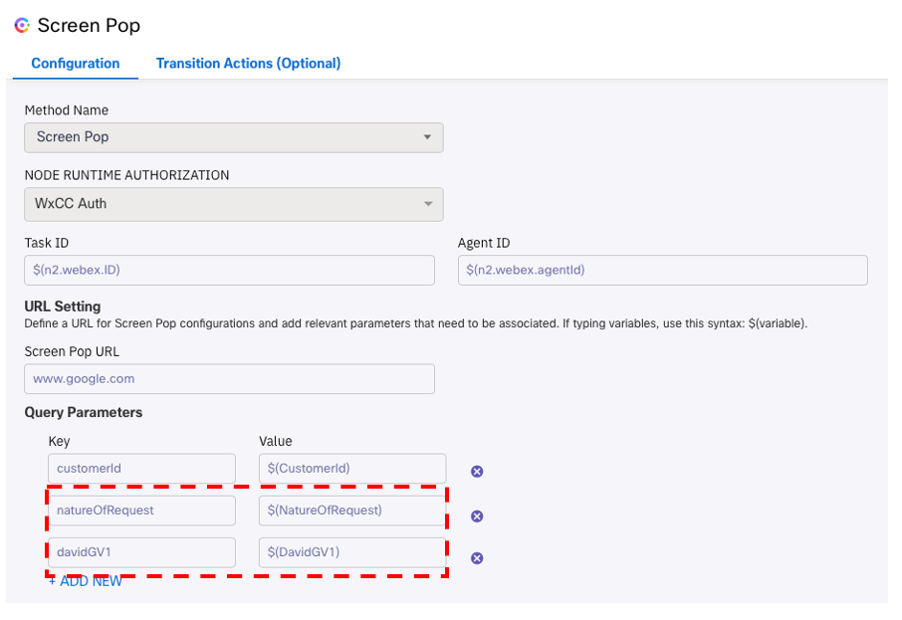 Screen Pop
Configuration Transition Actions (Optional)
Method Name
Screen Pop
NODE RUNTIME AUTHORIZATION
WxCC Auth
Task ID Agent ID
$(n2.webex.ID) $(n2.webex.agentId)
URL Setting
Define a URL for Screen Pop configurations and add relevant parameters that need to be associated. If typing variables, use this syntax: $(variable).
Screen Pop URL
www.google.com
Query Parameters
Key Value
customerId $(CustomerId)
natureOfRequest $(NatureOfRequest)
davidGV1 $(DavidGV1)
+ ADD NEW